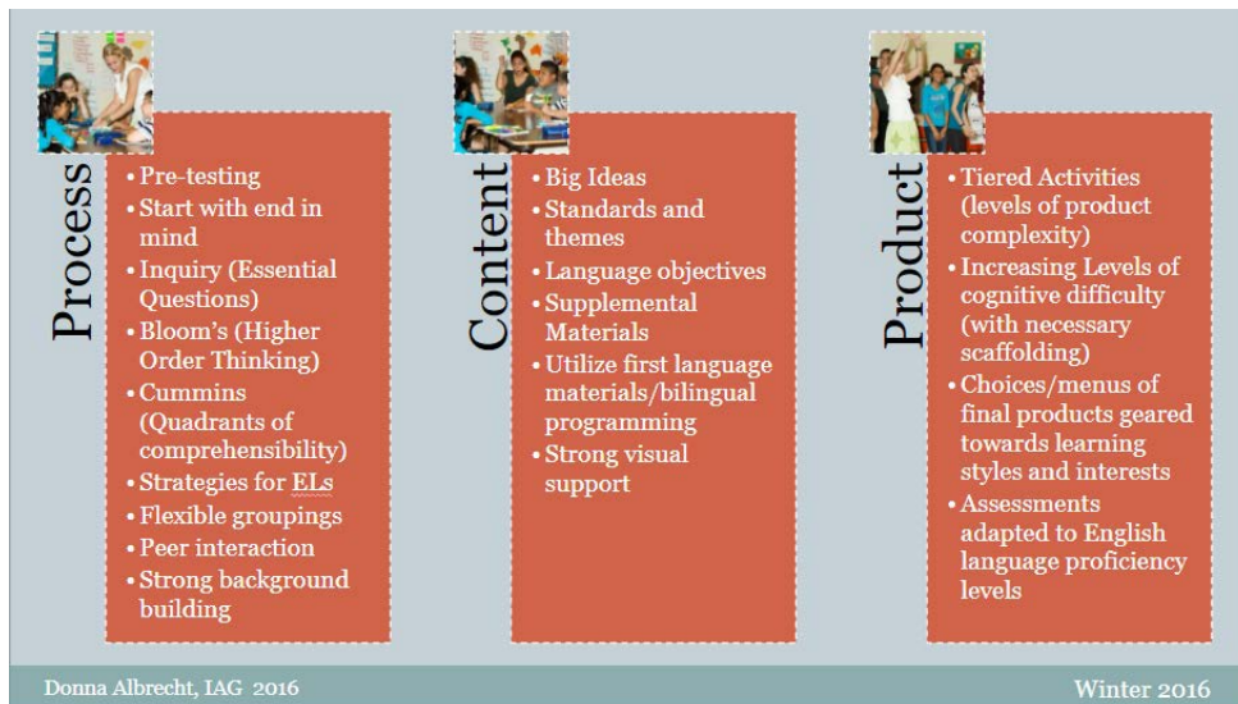 Process
• Pre-testing
• Start with end in
mind
• Inquiry (Essential
Questions)
• Bloom's (Higher
Order Thinking)
• Cummins
(Quadrants of
comprehensibility)
• Strategies for ELs
• Flexible groupings
• Peer interaction
• Strong background
building
Content
• Big Ideas
• Standards and
themes
• Language objectives
• Supplemental
Materials
• Utilize first language
materials/bilingual
programming
• Strong visual
support
Product
• Tiered Activities
(levels of product
complexity)
• Increasing Levels of
cognitive difficulty
(with necessary
scaffolding)
• Choices/menus of
final products geared
towards learning
styles and interests
• Assessments
adapted to English
language proficiency
levels
Donna Albrecht, IAG 2016
Winter 2016